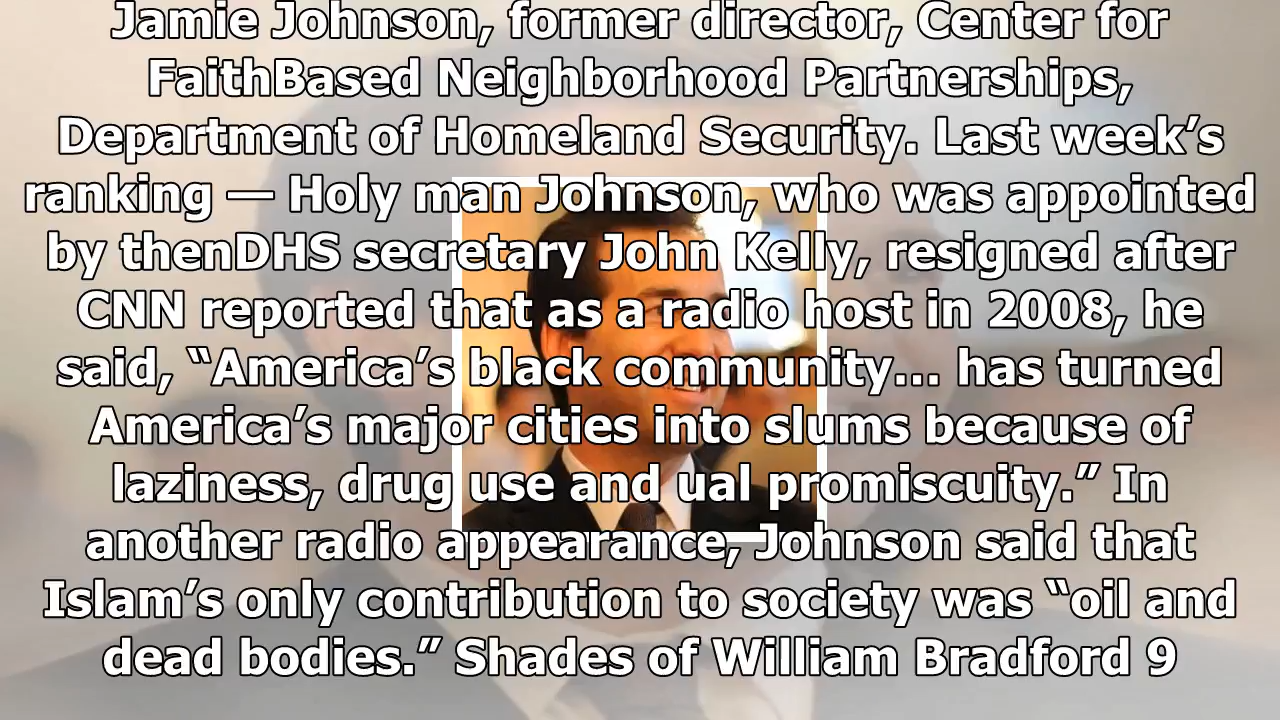 Jamie Johnson, former director, Center for
FaithBased Neighborhood Partnerships,
Department of Homeland Security. Last week’s
ranking — Holy man Johnson, who was appointed
by thenDHS secretary John Kelly, resigned after
CNN reported that as a radio host in 2008, he
said, “America’s black community… has turned
America’s major cities into slums because of
laziness, drug use and ual promiscuity.” In
another radio appearance, Johnson said that
Islam’s only contribution to society was “oil and
dead bodies.” Shades of William Bradford 9